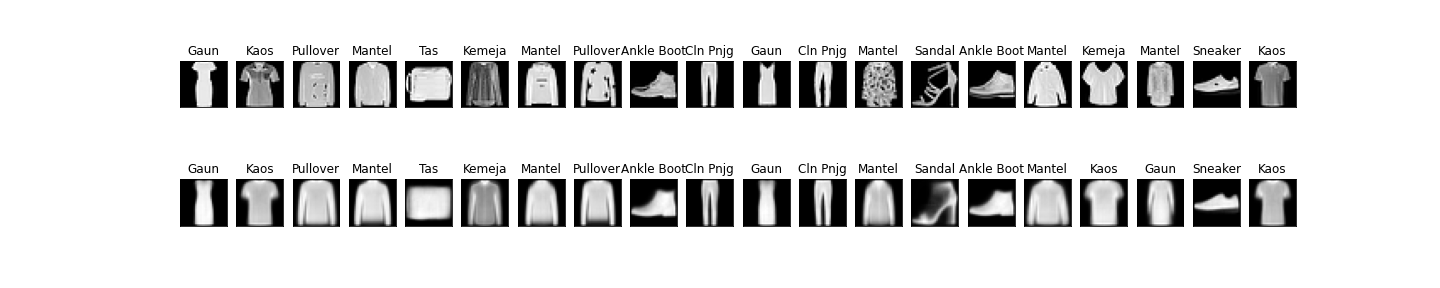 Gaun Kaos Pullover Mantel Tas Kemeja Mantel Pullover Ankle Boot Cln Pnjg Gaun Cln Pnjg Mantel Sandal Ankle Boot Mantel Kemeja Mantel Sneaker Kaos
Gaun Kaos Pullover Mantel Tas Kemeja Mantel Pullover Ankle Boot Cln Pnjg Gaun Cln Pnjg Mantel Sandal Ankle Boot Mantel Kaos Gaun Sneaker Kaos